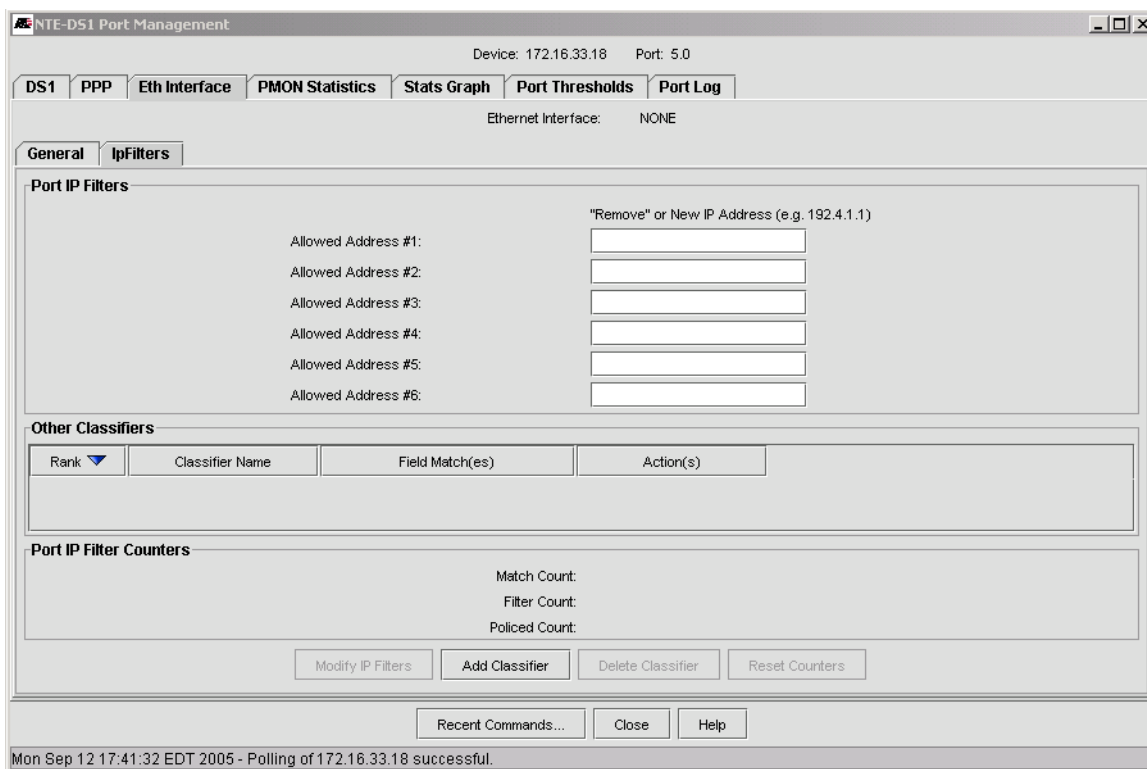 NTE-DS1 Port Management
Device: 172.16.33.18 Port: 5.0
DS1 PPP Eth Interface PMON Statistics Stats Graph Port Thresholds Port Log
Ethernet Interface: NONE
General IpFilters
Port IP Filters
"Remove" or New IP Address (e.g. 192.4.1.1)
Allowed Address #1:
Allowed Address #2:
Allowed Address #3:
Allowed Address #4:
Allowed Address #5:
Allowed Address #6:
Other Classifiers
Rank Classifier Name Field Match(es) Action(s)
Port IP Filter Counters
Match Count:
Filter Count:
Policed Count:
Modify IP Filters Add Classifier Delete Classifier Reset Counters
Recent Commands... Close Help
Mon Sep 12 17:41:32 EDT 2005 - Polling of 172.16.33.18 successful.